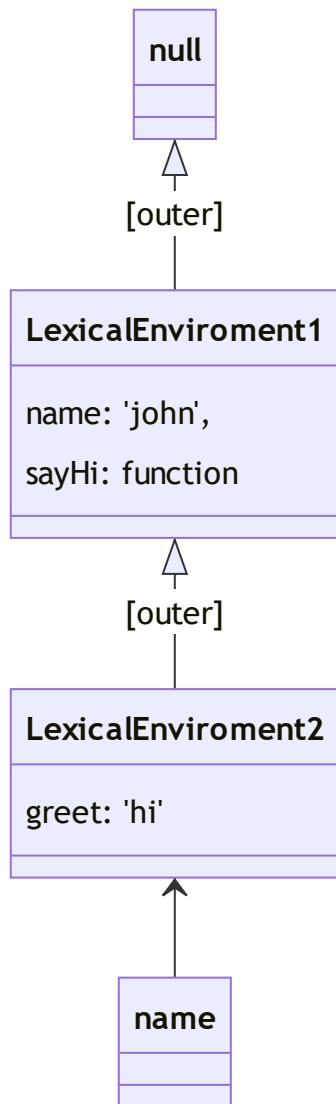 null
[outer]
LexicalEnviroment1
name: 'john',
sayHi: function
[outer]
LexicalEnviroment2
greet: 'hi'
name